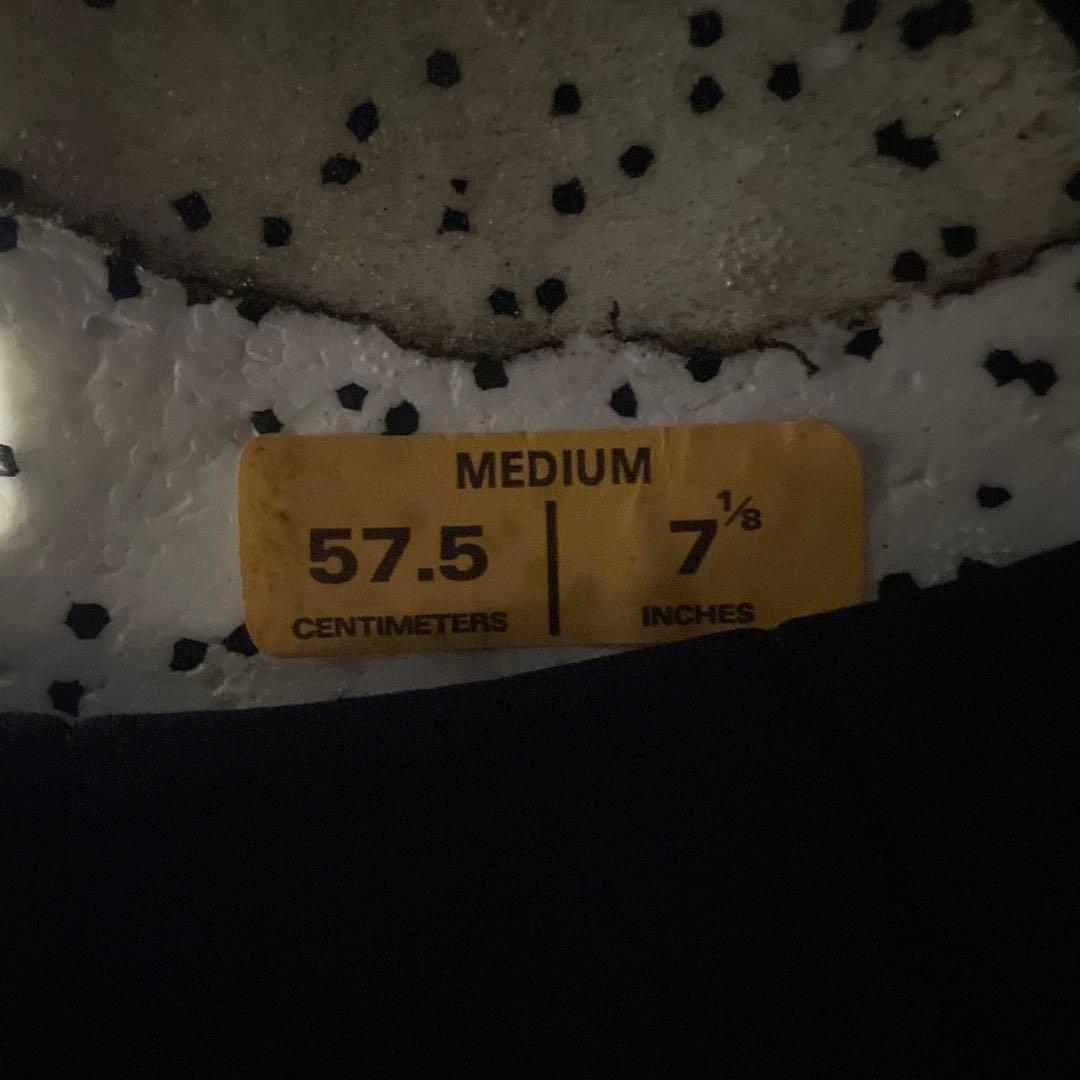 MEDIUM
57.5 | 7 1/8
CENTIMETERS INCHES